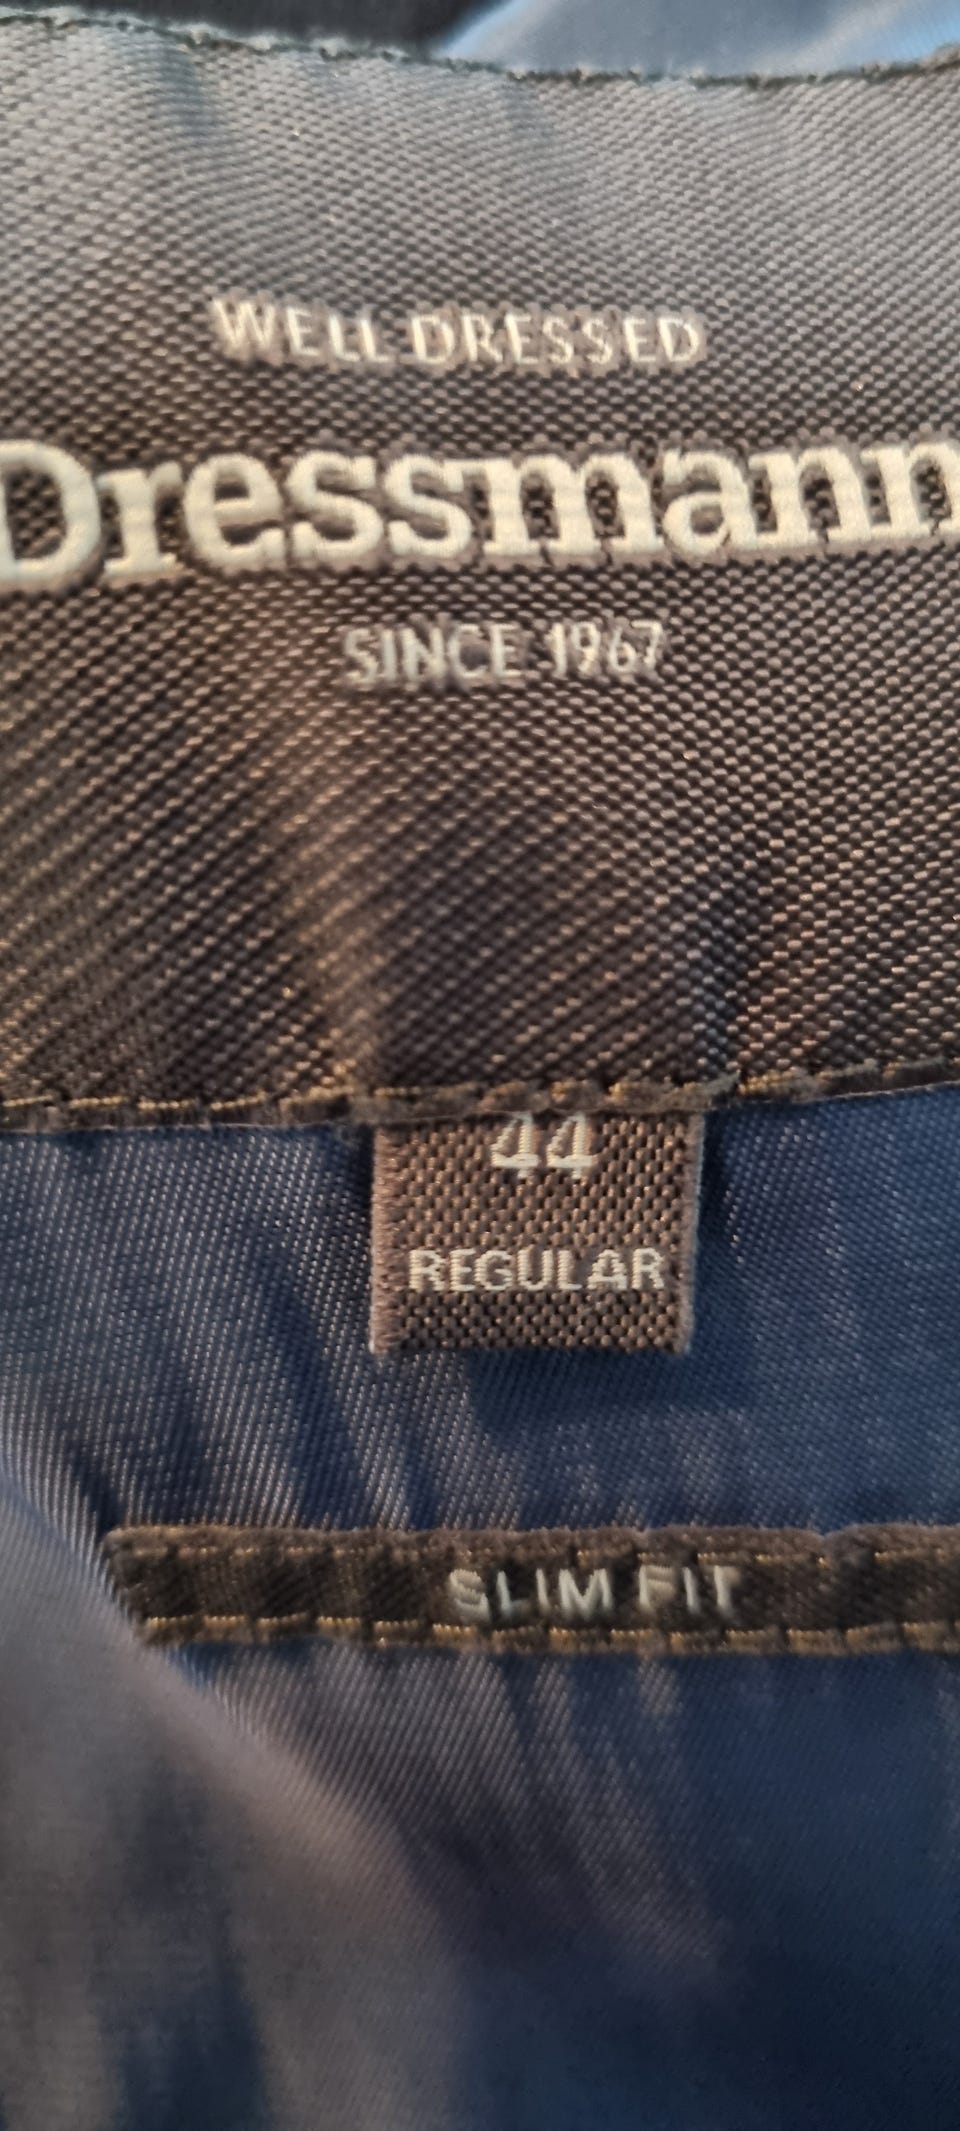 WELL DRESSED
Dressmann
SINCE 1967
44
REGULAR
SLIM FIT